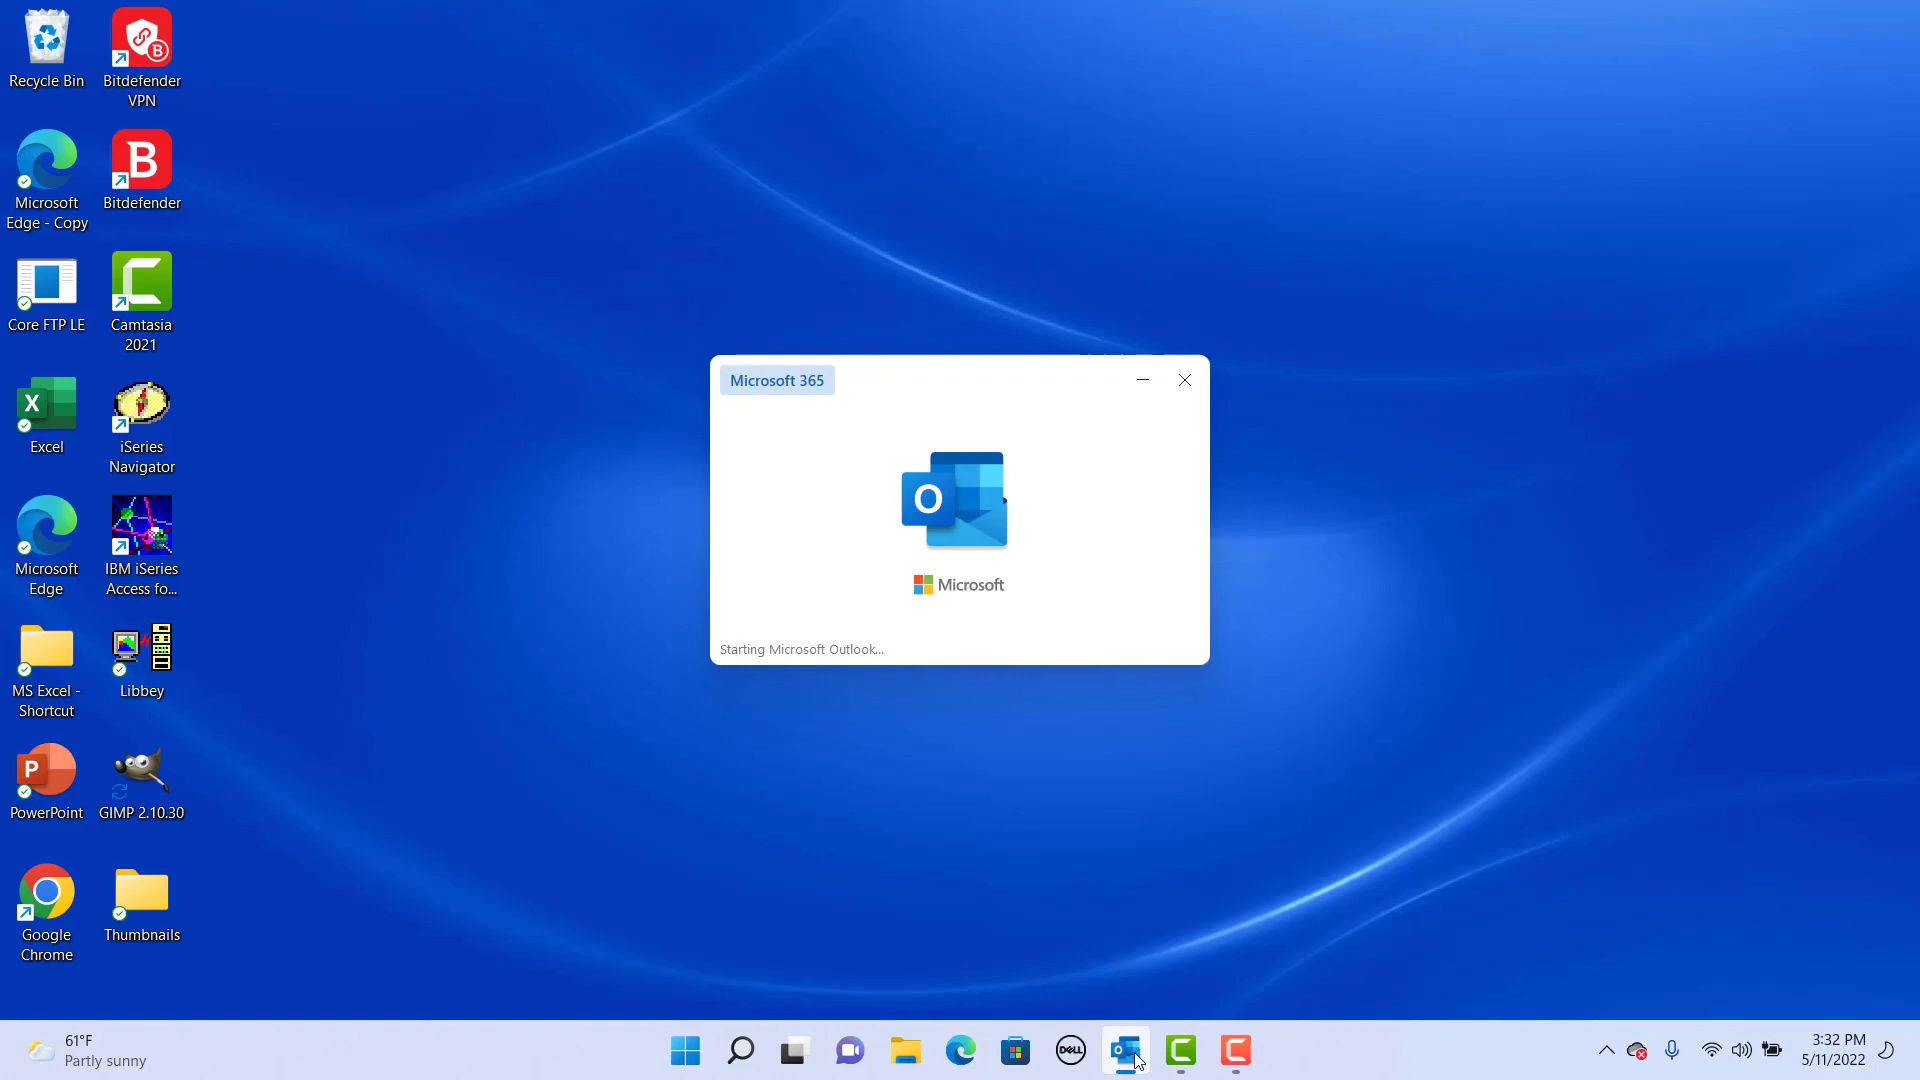 Recycle Bin
Bitdefender
VPN
Microsoft
Edge - Copy
B
Bitdefender
Core FTP LE
Camtasia
2021
X
Excel
iSeries
Navigator
Microsoft
Edge
IBM iSeries
Access fo...
MS Excel -
Shortcut
Libbey
P
PowerPoint
GIMP 2.10.30
Google
Chrome
Thumbnails
Microsoft 365
O
Microsoft
Starting Microsoft Outlook...
61°F
Partly sunny
DELL
3:32 PM
5/11/2022